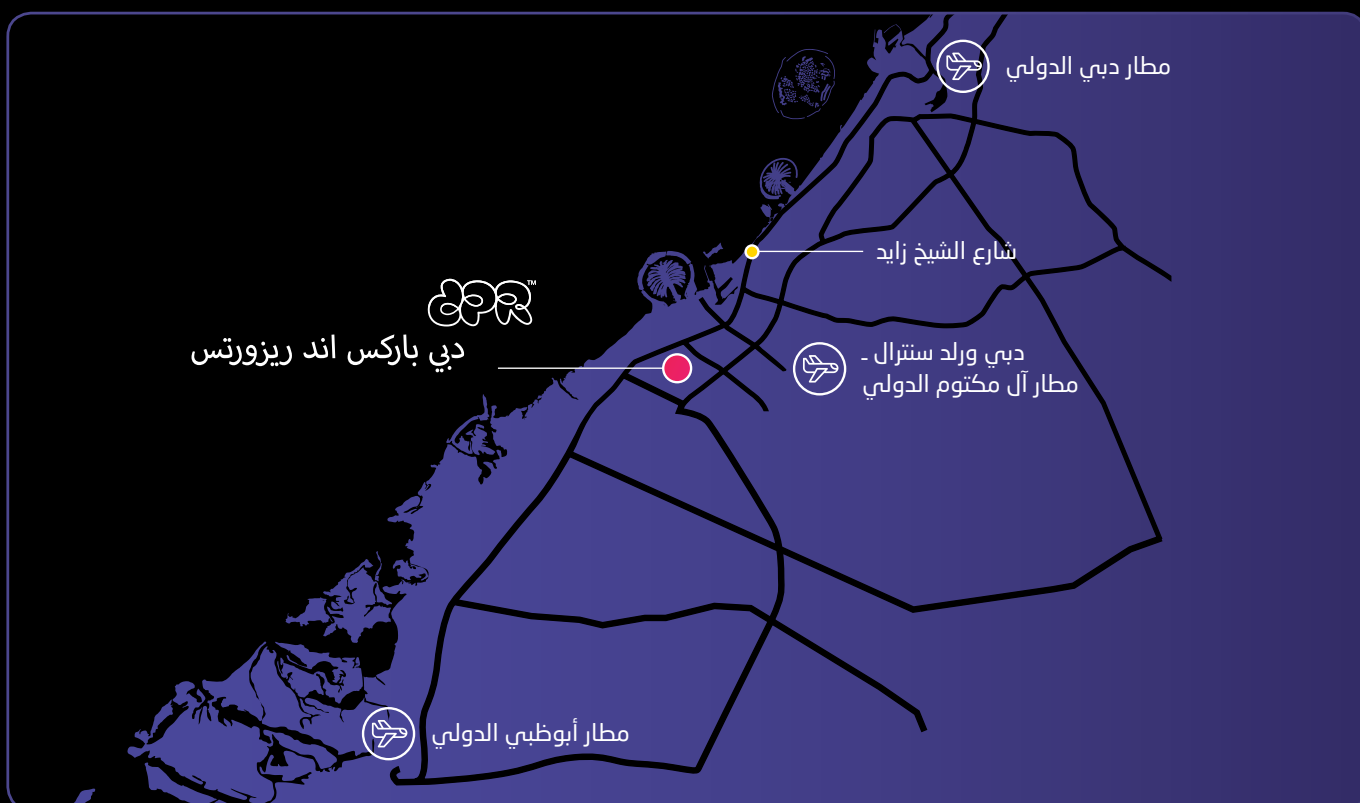 مطار دبي الدولي
شارع الشيخ زايد
dPR™
دبي باركس اند ريزورتس
دبي ورلد سنترال -
مطار آل مكتوم الدولي
مطار أبوظبي الدولي